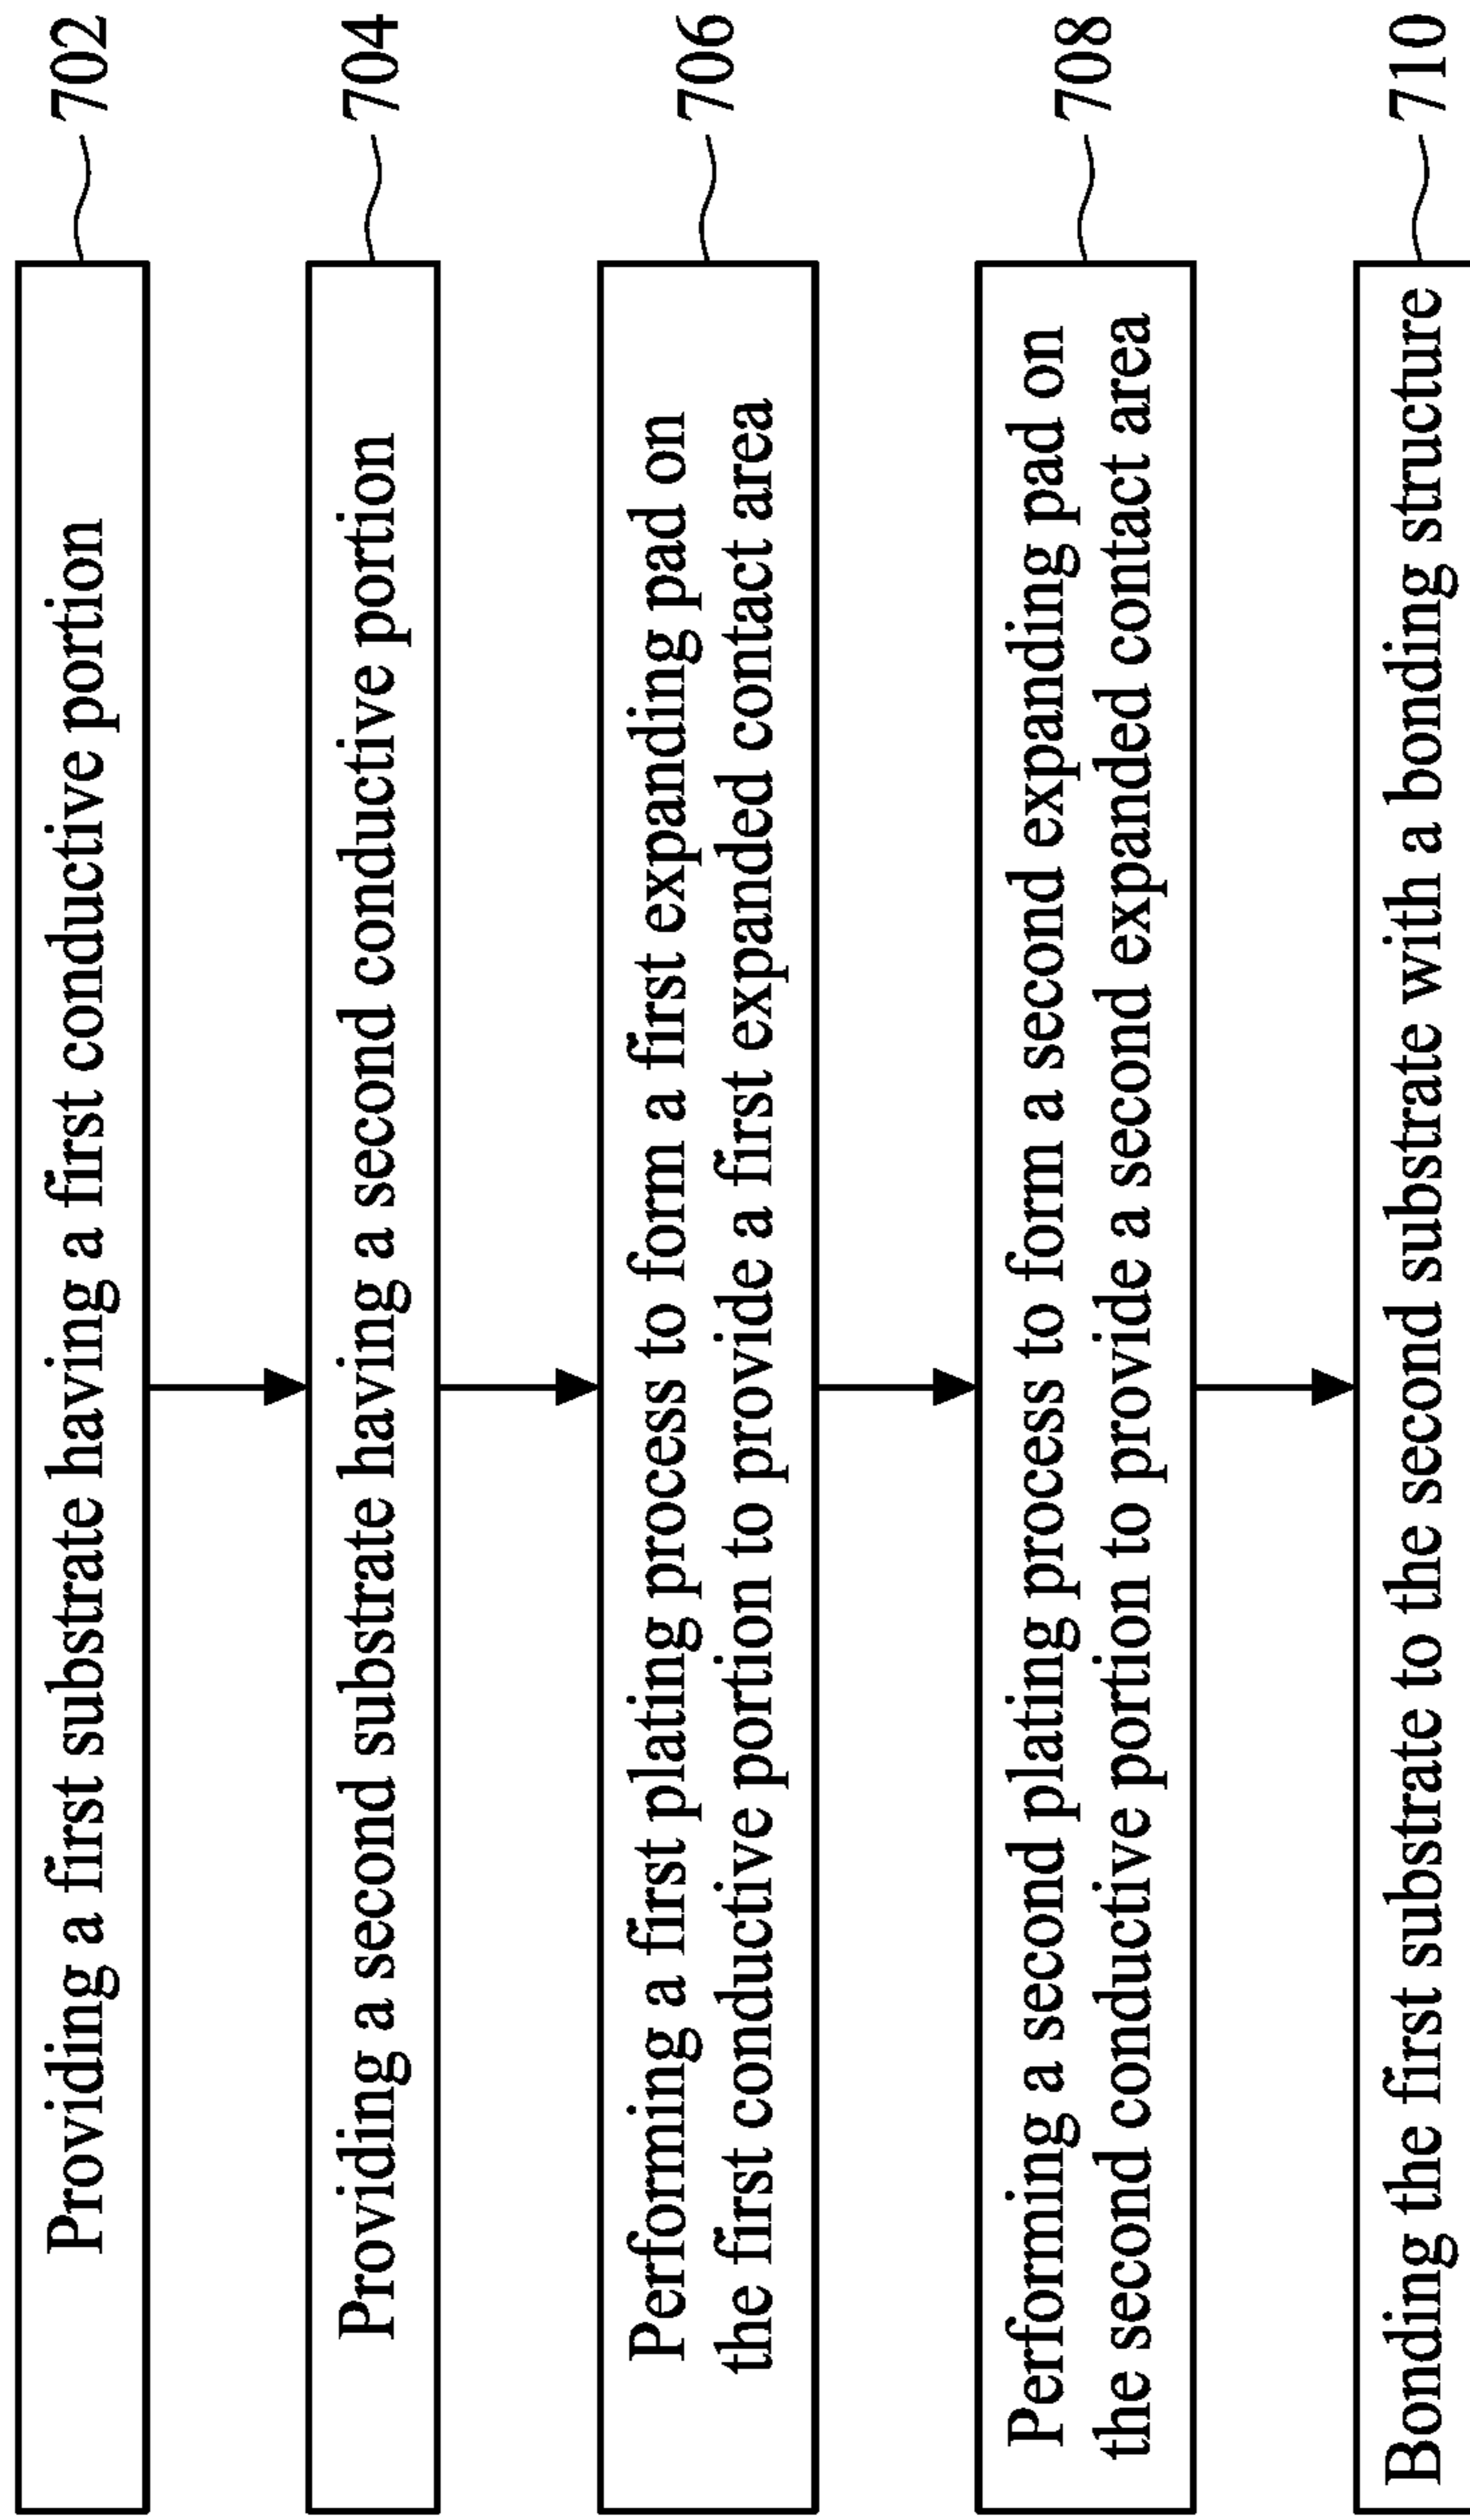 Providing a first substrate having a first conductive portion
702
Providing a second substrate having a second conductive portion
704
Performing a first plating process to form a first expanding pad on
the first conductive portion to provide a first expanded contact area
706
Performing a second plating process to form a second expanding pad on
the second conductive portion to provide a second expanded contact area
708
Bonding the first substrate to the second substrate with a bonding structure
710